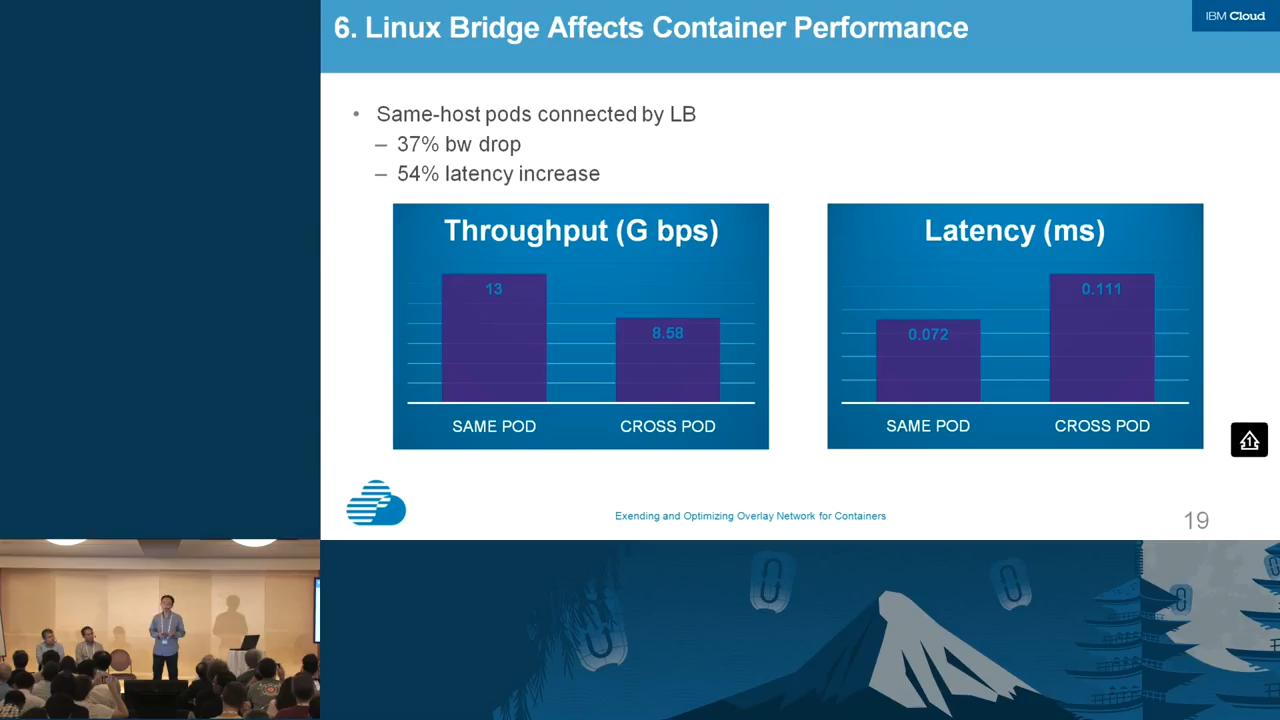 6. Linux Bridge Affects Container Performance
IBM Cloud
• Same-host pods connected by LB
– 37% bw drop
– 54% latency increase
Throughput (G bps)
13
8.58
SAME POD
CROSS POD
Latency (ms)
0.072
0.111
SAME POD
CROSS POD
Exending and Optimizing Overlay Network for Containers
19